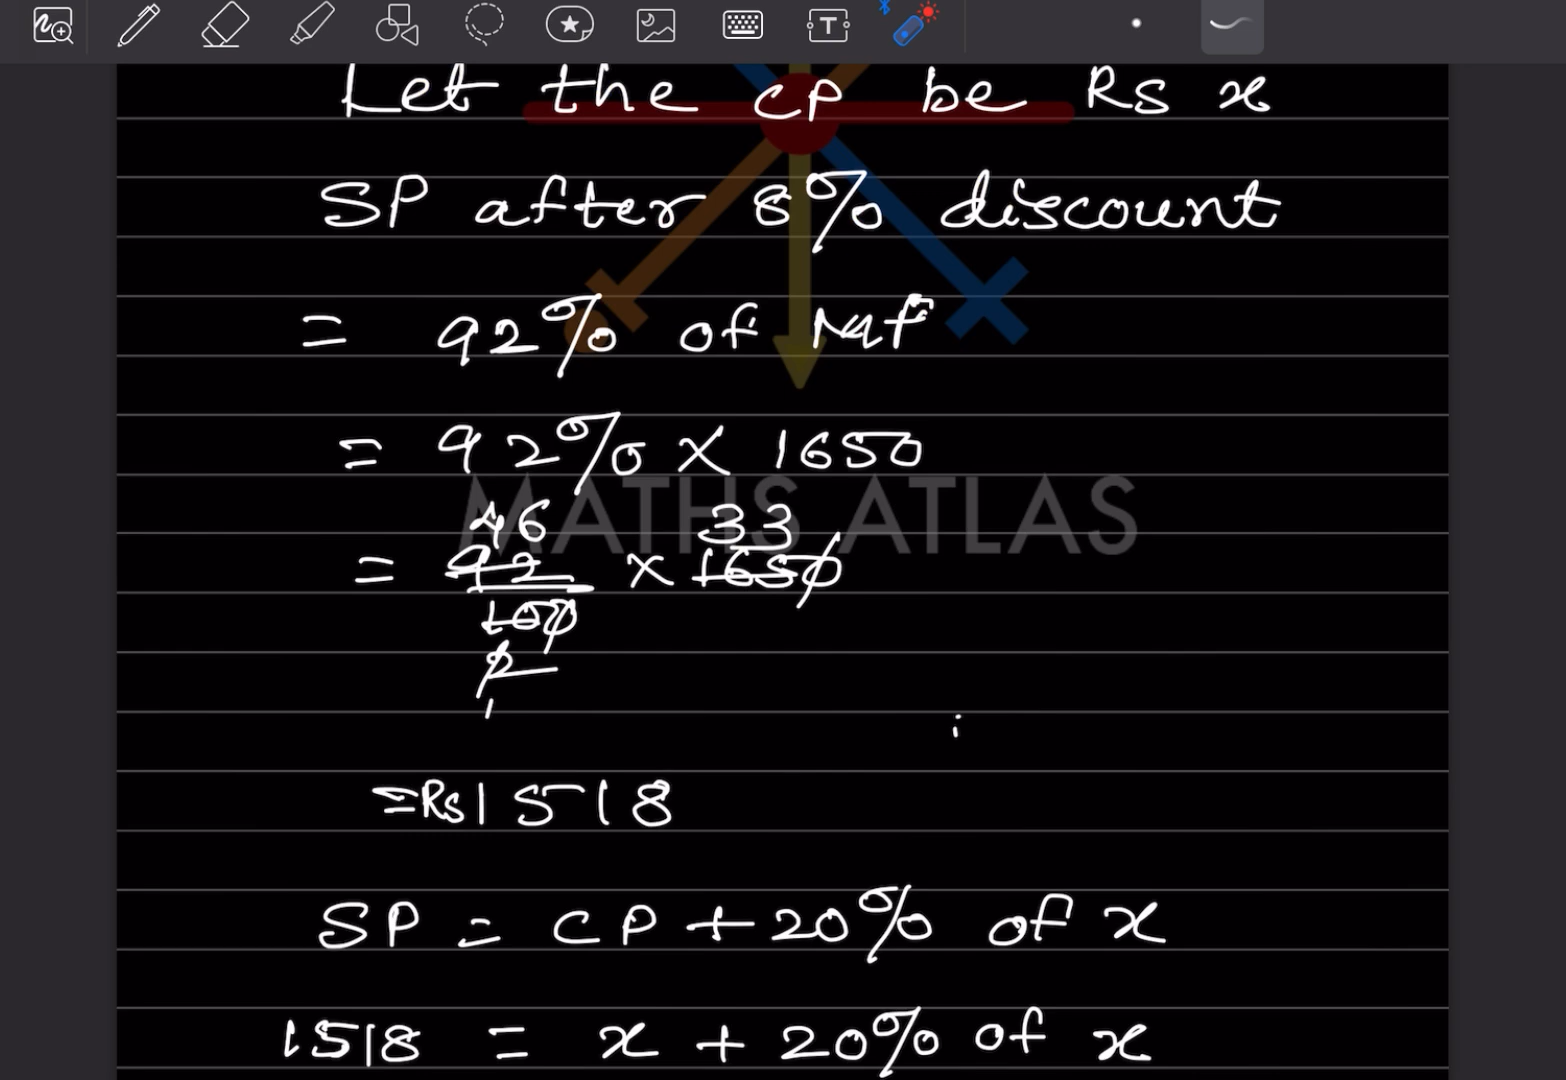 Let the CP be Rs x
SP after 8% discount
= 92% of MP
= 92% × 1650
MATHS ATLAS
46 33
= 92 × 1650
100
2
1
=Rs 1518
SP = CP + 20% of x
1518 = x + 20% of x